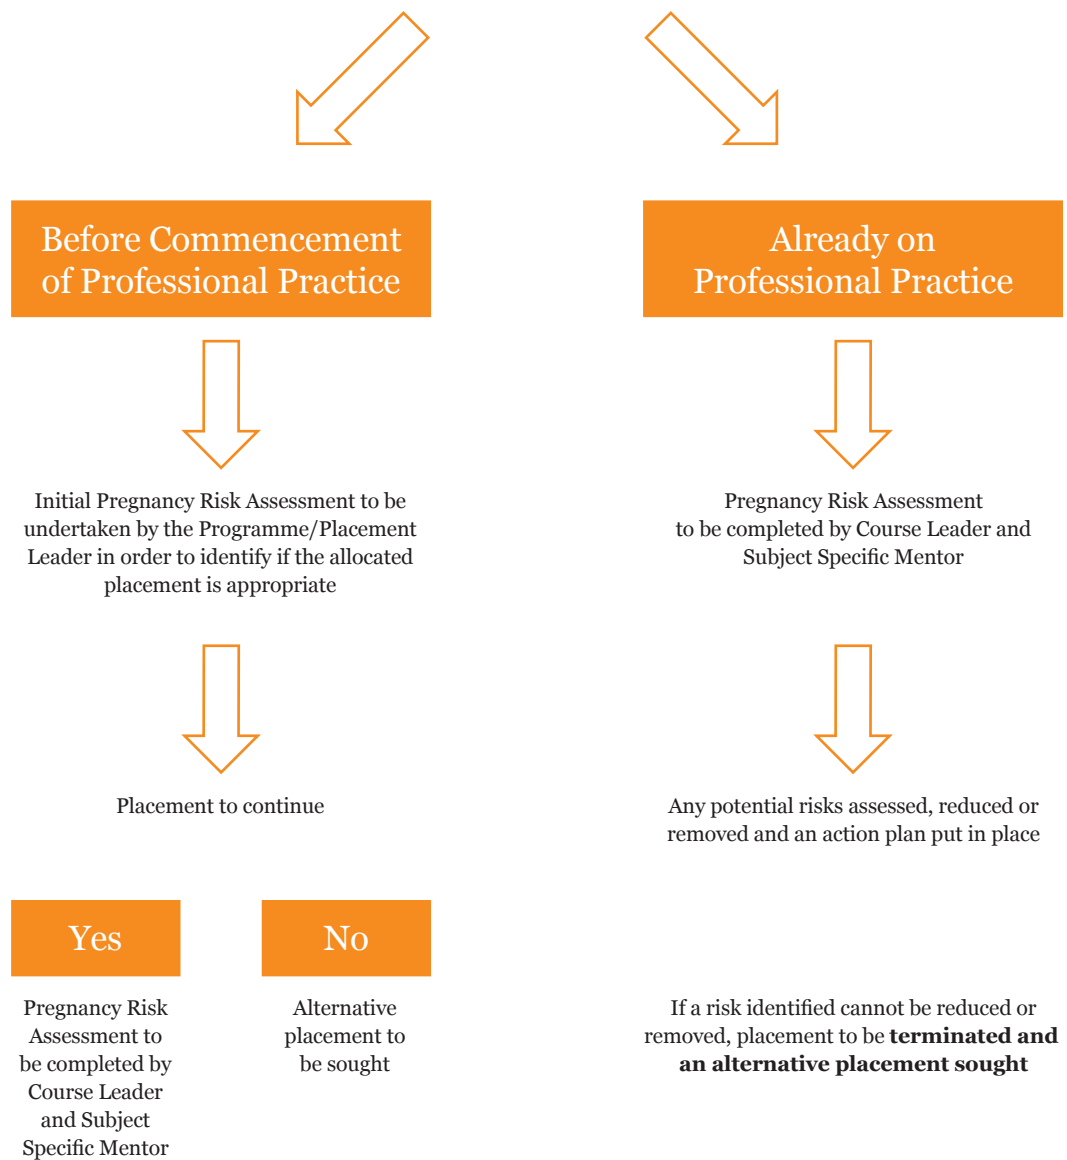 Before Commencement
of Professional Practice
Initial Pregnancy Risk Assessment to be
undertaken by the Programme/Placement
Leader in order to identify if the allocated
placement is appropriate
Placement to continue
Yes
Pregnancy Risk
Assessment to
be completed by
Course Leader
and Subject
Specific Mentor
No
Alternative
placement to
be sought
Already on
Professional Practice
Pregnancy Risk Assessment
to be completed by Course Leader and
Subject Specific Mentor
Any potential risks assessed, reduced or
removed and an action plan put in place
If a risk identified cannot be reduced or
removed, placement to be terminated and
an alternative placement sought